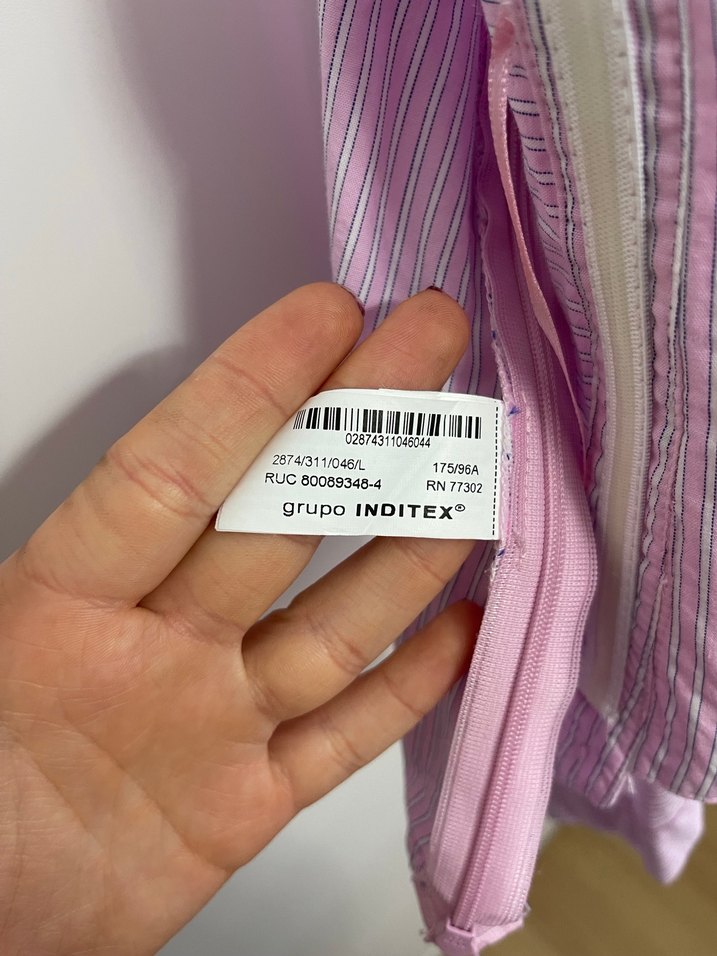 02874311046044
2874/311/046/L 175/96A
RUC 80089348-4 RN 77302
grupo INDITEX®